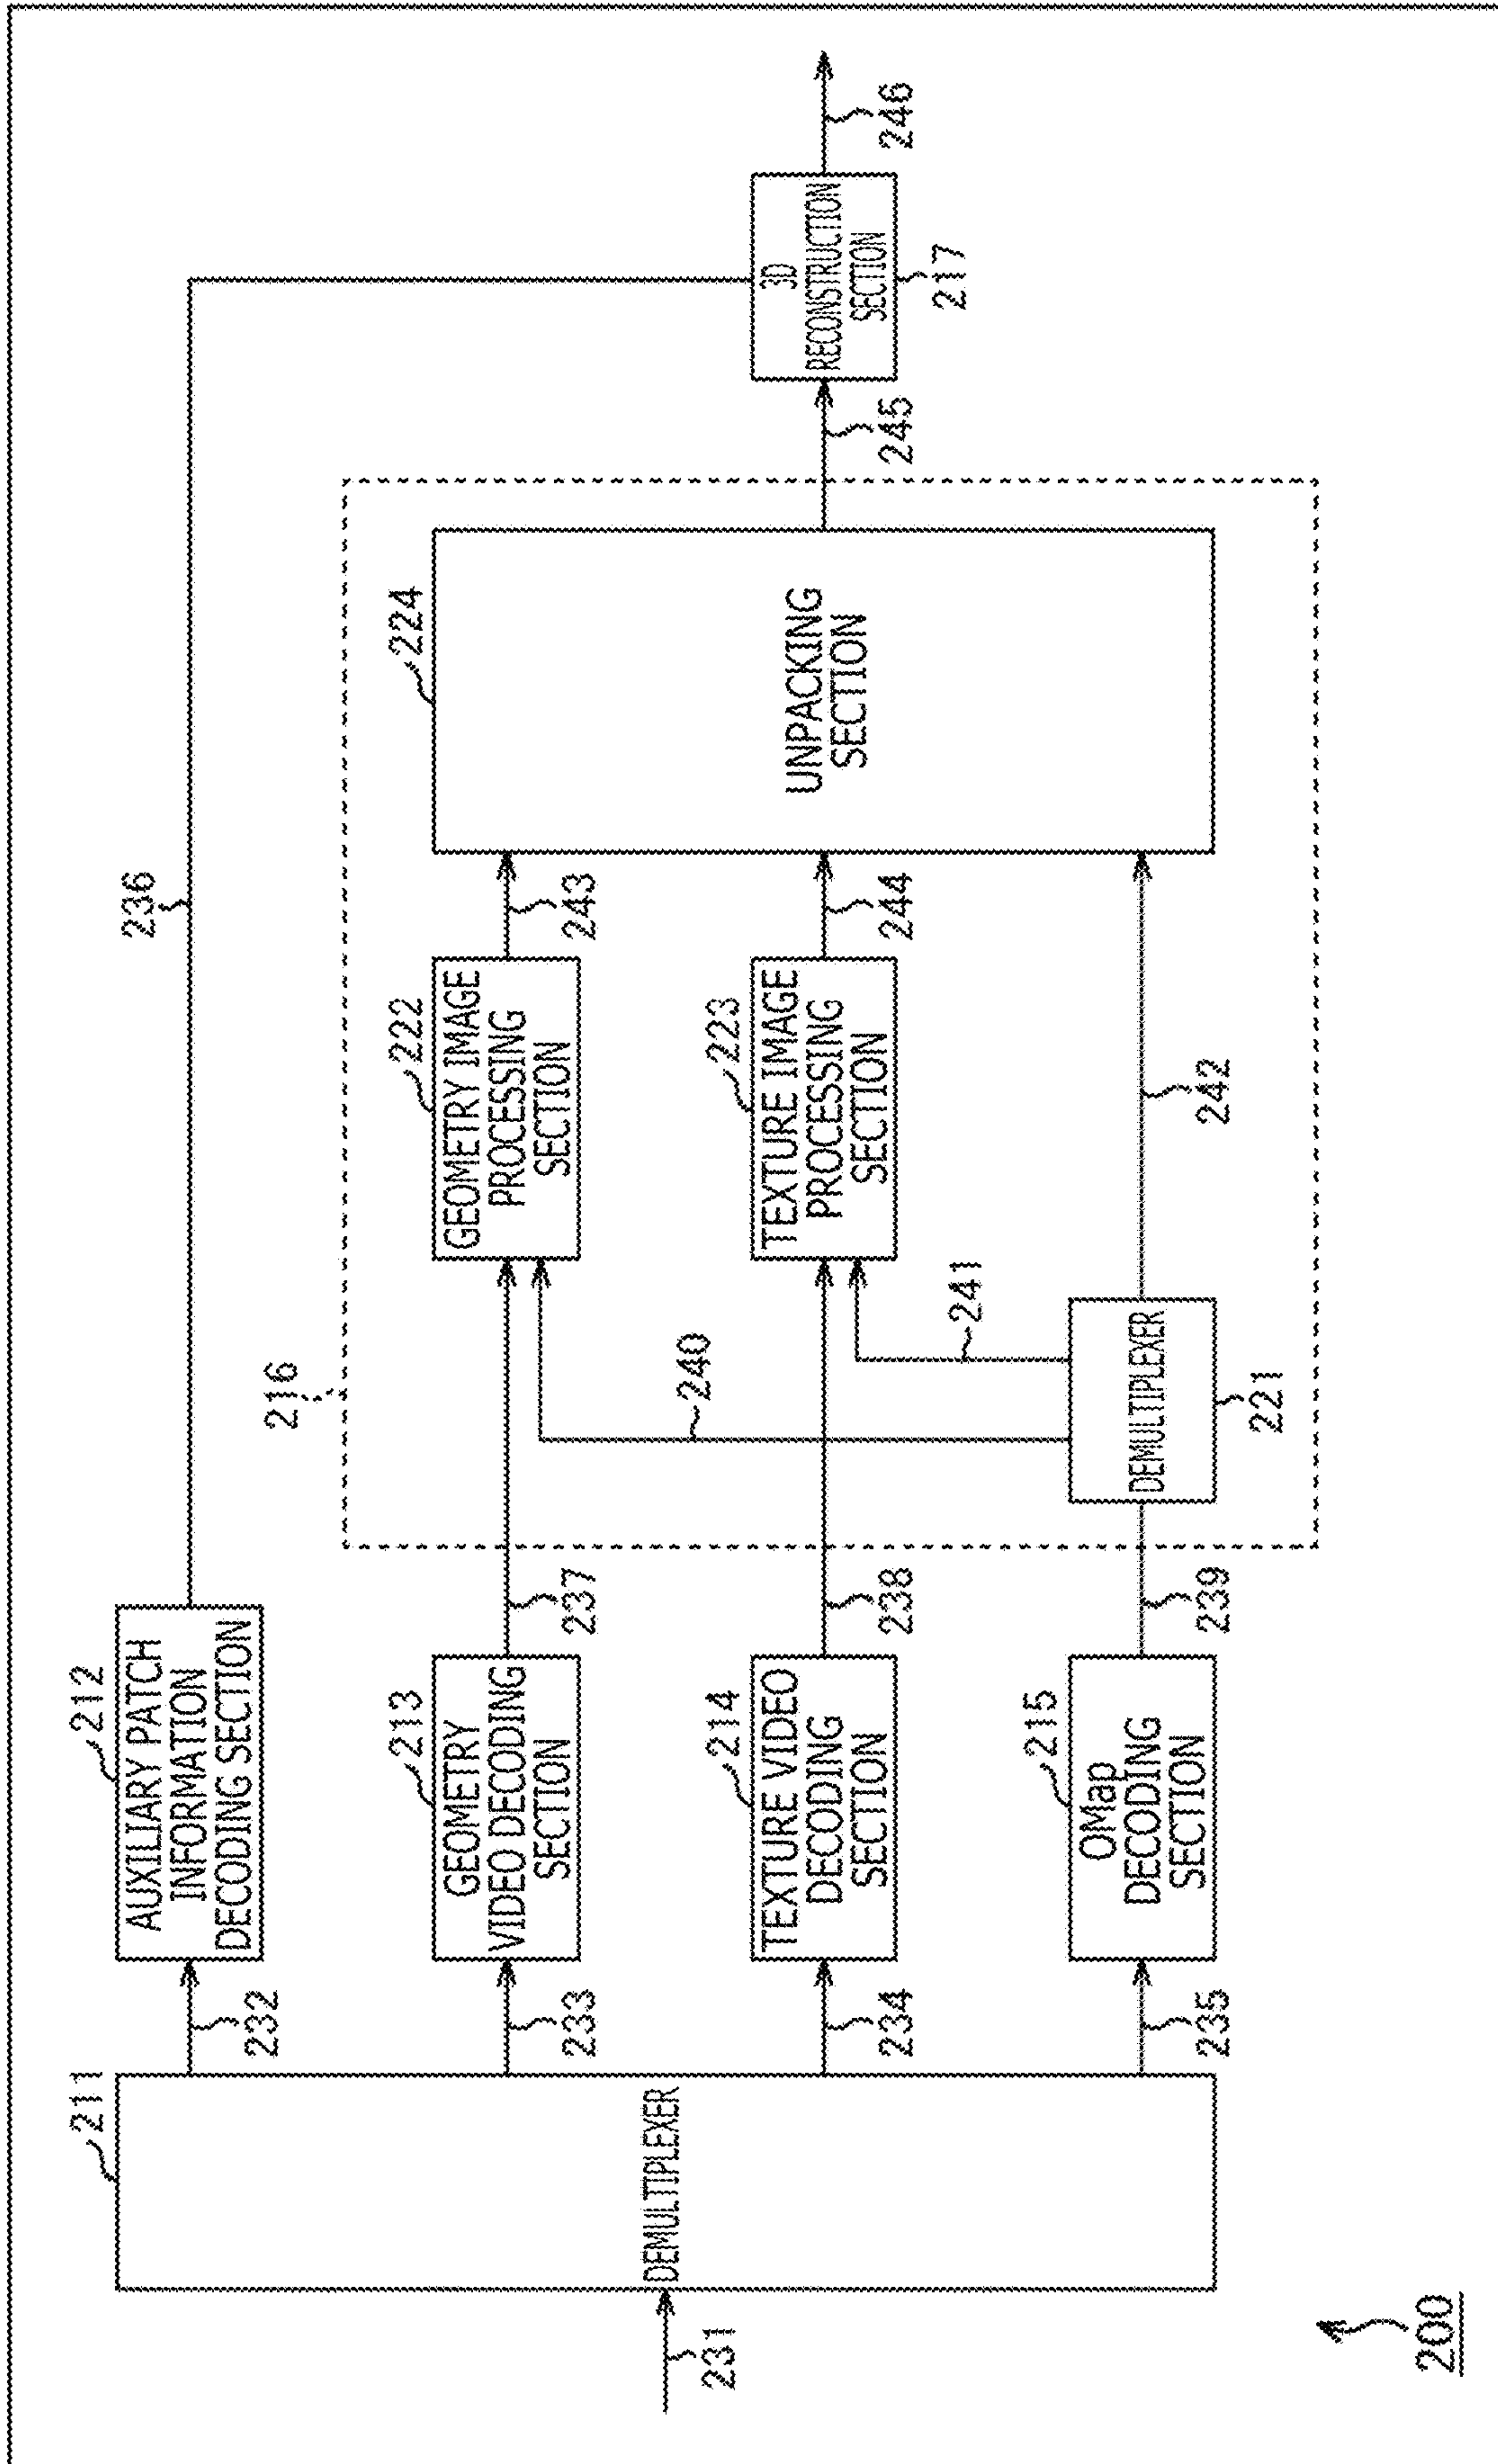 211
DEMULTIPLEXER
231
232
233
234
235
212
AUXILIARY PATCH
INFORMATION
DECODING SECTION
213
GEOMETRY
VIDEO DECODING
SECTION
214
TEXTURE VIDEO
DECODING
SECTION
215
OMap
DECODING
SECTION
236
237
238
239
216
240
241
DEMULTIPLEXER
221
222
GEOMETRY IMAGE
PROCESSING
SECTION
223
TEXTURE IMAGE
PROCESSING
SECTION
242
243
244
224
UNPACKING
SECTION
245
3D
RECONSTRUCTION
SECTION
217
246
200